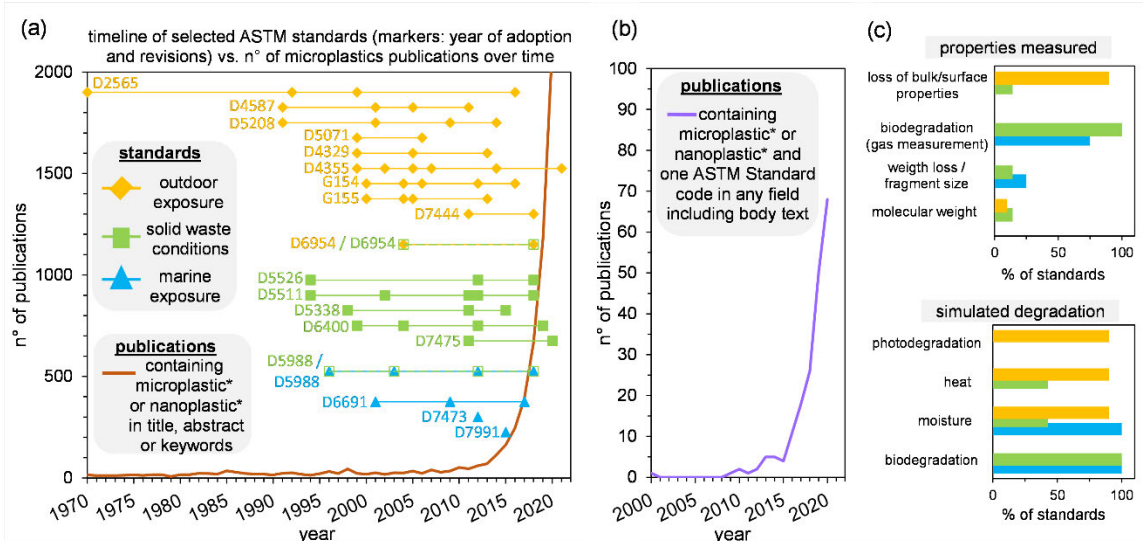 (a)
timeline of selected ASTM standards (markers: year of adoption
and revisions) vs. n° of microplastics publications over time
n° of publications
2000
1500
1000
500
0
D2565
D4587
D5208
D5071
D4329
D4355
G154
G155
D7444
D6954 / D6954
D5526
D5511
D5338
D6400
D7475
D5988 /
D5988
D6691
D7473
D7991
standards
outdoor
exposure
solid waste
conditions
marine
exposure
publications
containing
microplastic*
or nanoplastic*
in title, abstract
or keywords
1970
1975
1980
1985
1990
1995
2000
2005
2010
2015
2020
year
(b)
n° of publications
100
90
80
70
60
50
40
30
20
10
0
publications
containing
microplastic* or
nanoplastic* and
one ASTM Standard
code in any field
including body text
2000
2005
2010
2015
2020
year
(c)
properties measured
loss of bulk/surface
properties
biodegradation
(gas measurement)
weigth loss /
fragment size
molecular weight
0
50
100
% of standards
simulated degradation
photodegradation
heat
moisture
biodegradation
0
50
100
% of standards